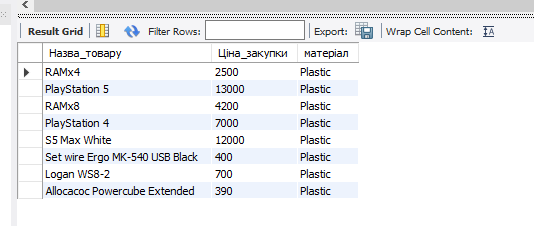 Result Grid Filter Rows: Export: Wrap Cell Content: IA
Назва_товару Ціна_закупки матеріал
RAMx4 2500 Plastic
PlayStation 5 13000 Plastic
RAMx8 4200 Plastic
PlayStation 4 7000 Plastic
S5 Max White 12000 Plastic
Set wire Ergo MK-540 USB Black 400 Plastic
Logan WS8-2 700 Plastic
Allocacoc Powercube Extended 390 Plastic